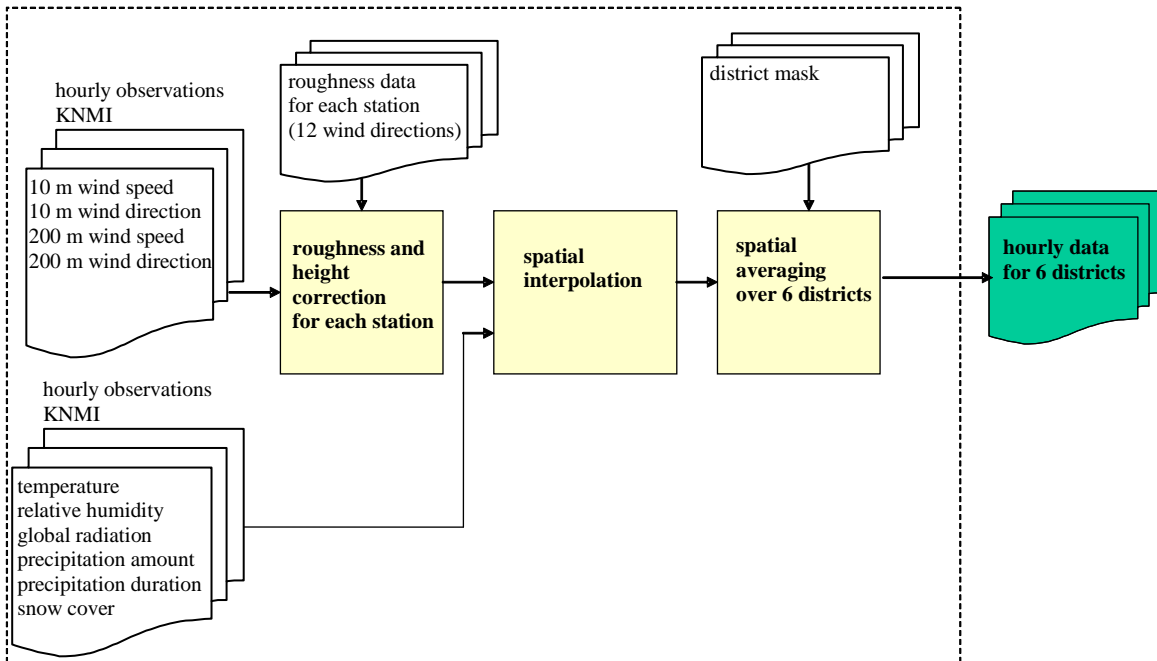 hourly observations
KNMI
10 m wind speed
10 m wind direction
200 m wind speed
200 m wind direction
roughness data
for each station
(12 wind directions)
district mask
roughness and
height
correction
for each station
spatial
interpolation
spatial
averaging
over 6 districts
hourly data
for 6 districts
hourly observations
KNMI
temperature
relative humidity
global radiation
precipitation amount
precipitation duration
snow cover